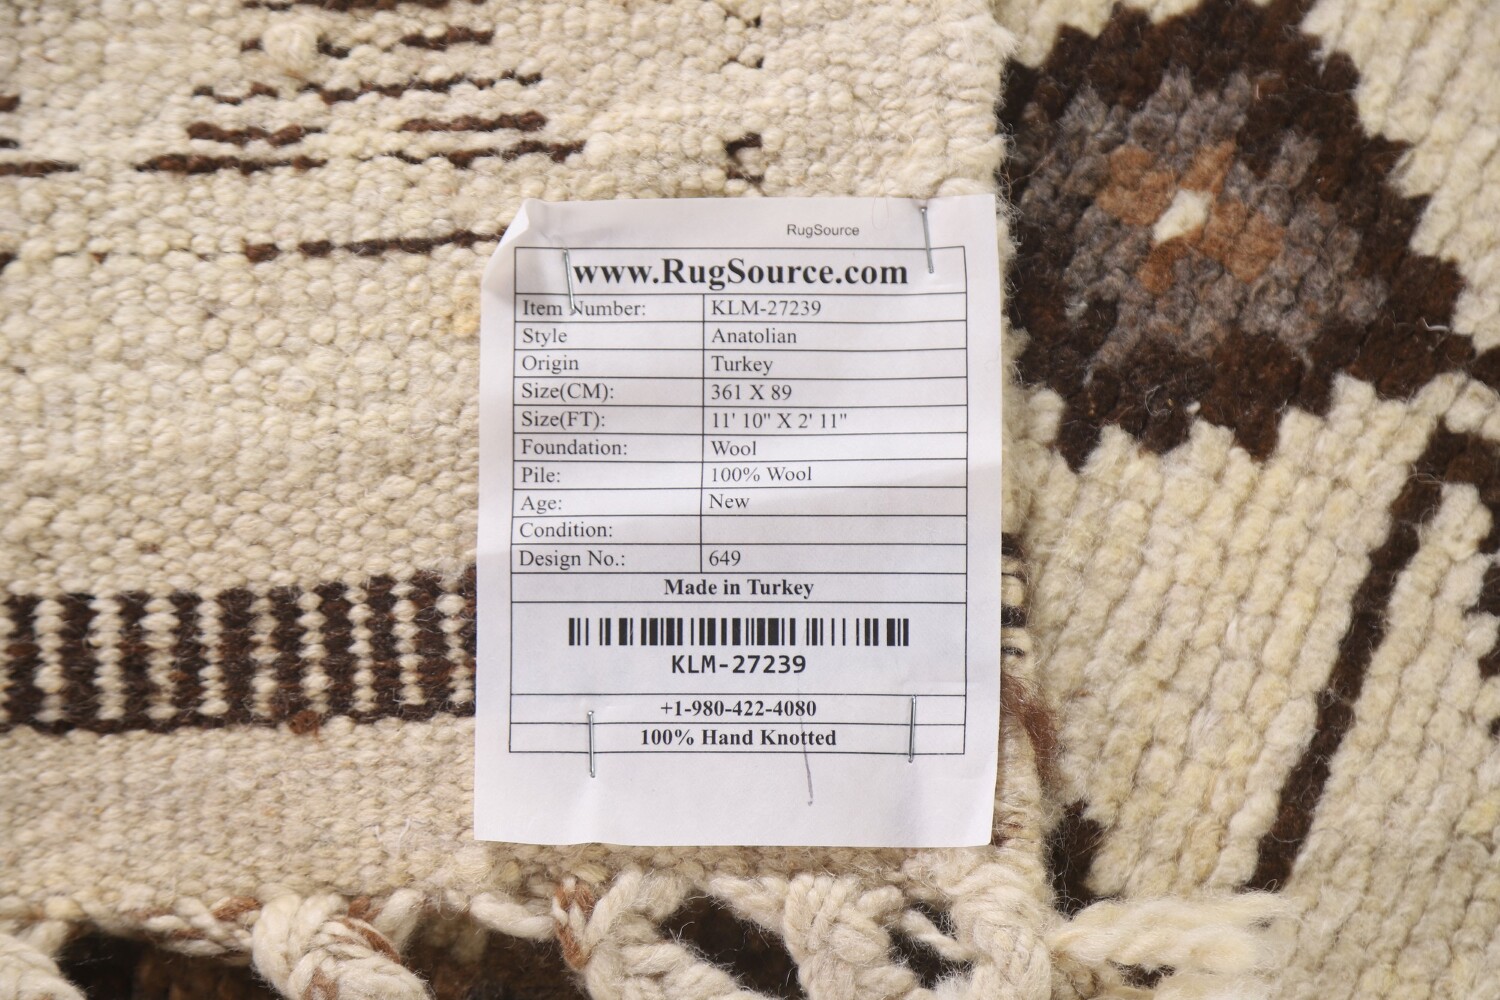 RugSource
www.RugSource.com
Item Number: KLM-27239
Style Anatolian
Origin Turkey
Size(CM): 361 X 89
Size(FT): 11' 10" X 2' 11"
Foundation: Wool
Pile: 100% Wool
Age: New
Condition:
Design No.: 649
Made in Turkey
KLM-27239
+1-980-422-4080
100% Hand Knotted